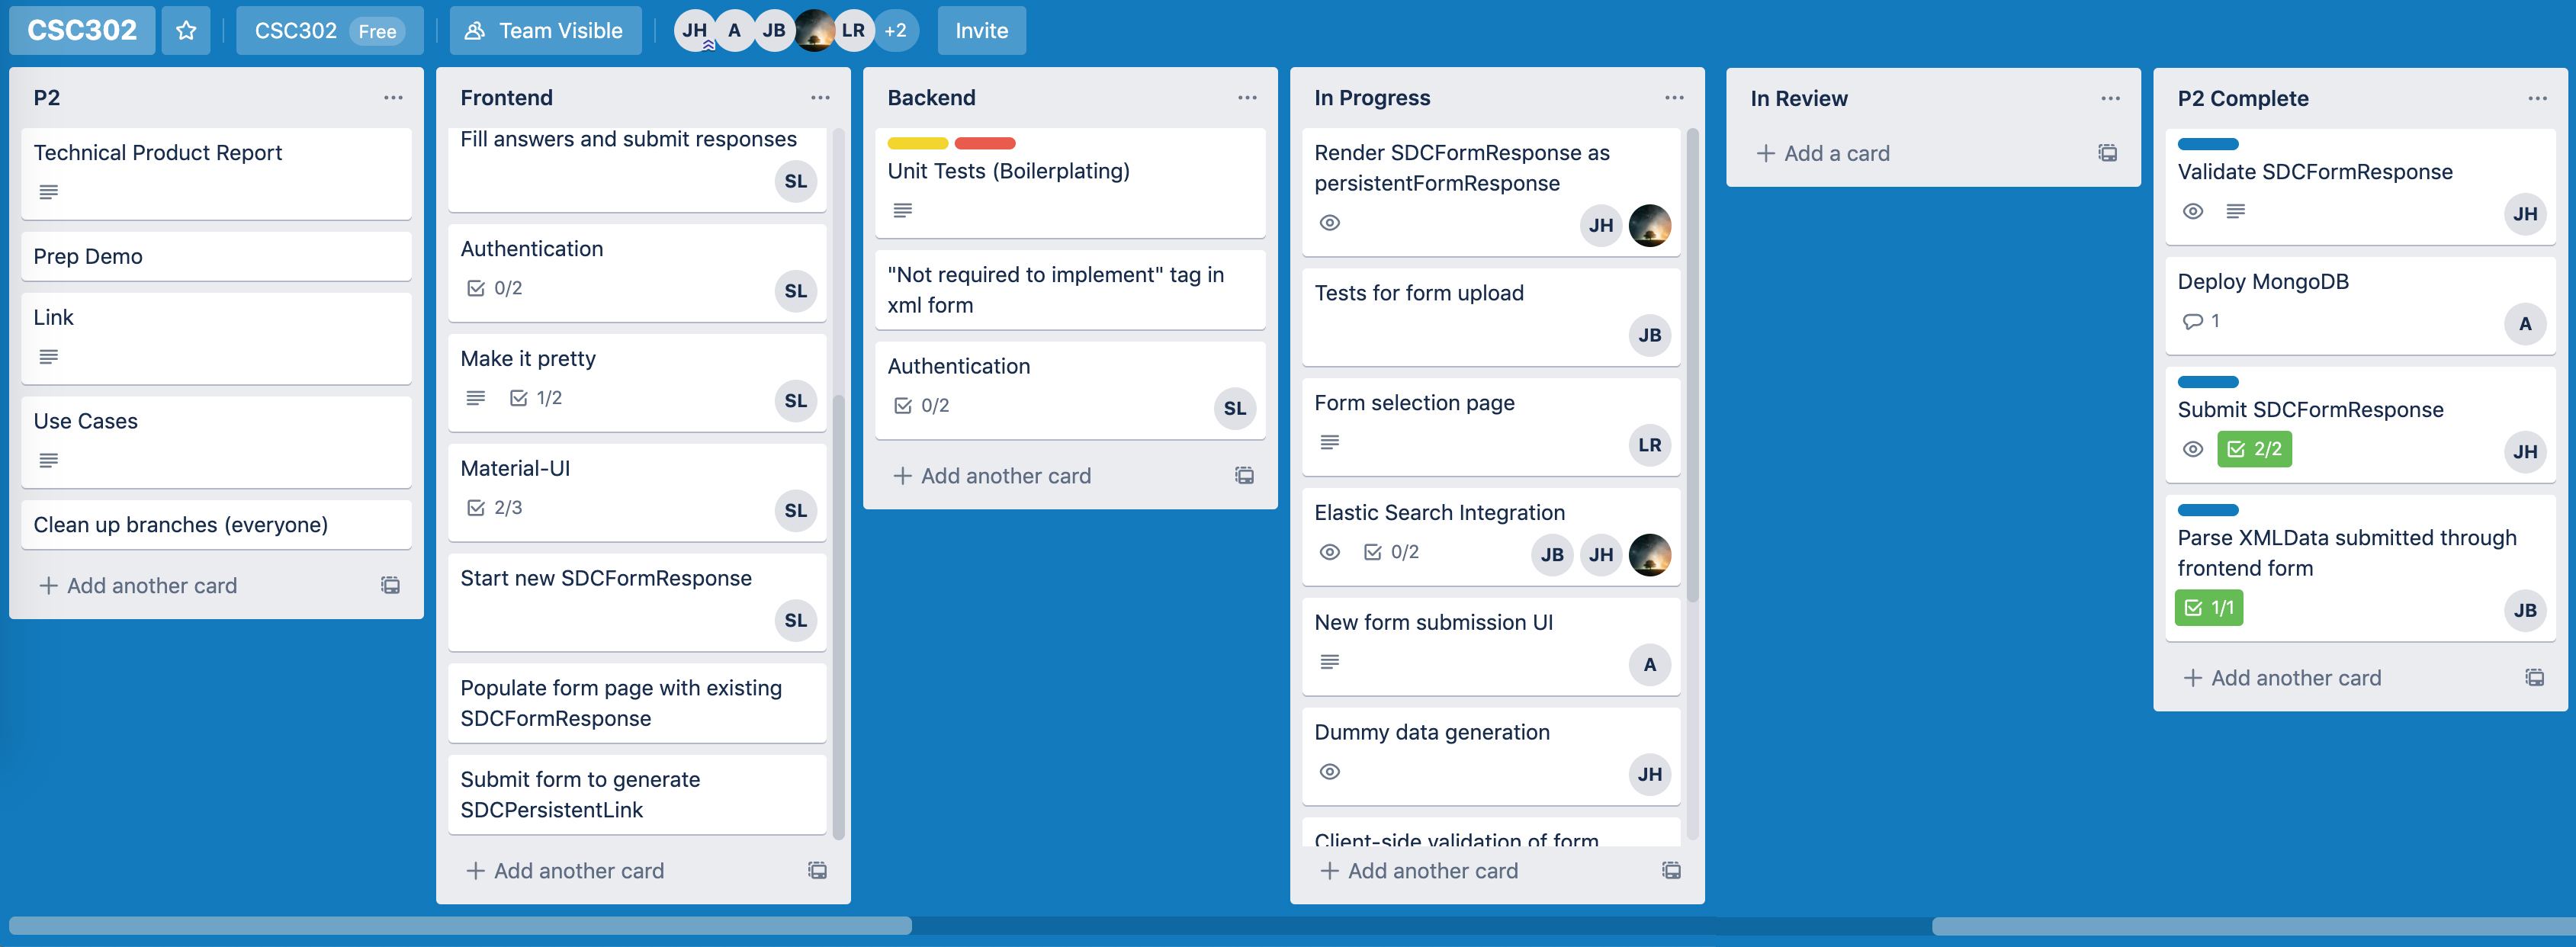 CSC302
CSC302 Free
Team Visible
JH A JB LR +2
Invite
P2
Technical Product Report
Prep Demo
Link
Use Cases
Clean up branches (everyone)
Add another card
Frontend
Fill answers and submit responses
SL
Authentication
0/2
SL
Make it pretty
1/2
SL
Material-UI
2/3
SL
Start new SDCFormResponse
SL
Populate form page with existing
SDCFormResponse
Submit form to generate
SDCPersistentLink
Add another card
Backend
Unit Tests (Boilerplating)
"Not required to implement" tag in
xml form
Authentication
0/2
SL
Add another card
In Progress
Render SDCFormResponse as
persistentFormResponse
JH
Tests for form upload
JB
Form selection page
LR
Elastic Search Integration
0/2
JB JH
New form submission UI
A
Dummy data generation
JH
Client-side validation of form
Add another card
In Review
Add a card
P2 Complete
Validate SDCFormResponse
JH
Deploy MongoDB
1
A
Submit SDCFormResponse
2/2
JH
Parse XMLData submitted through
frontend form
1/1
JB
Add another card